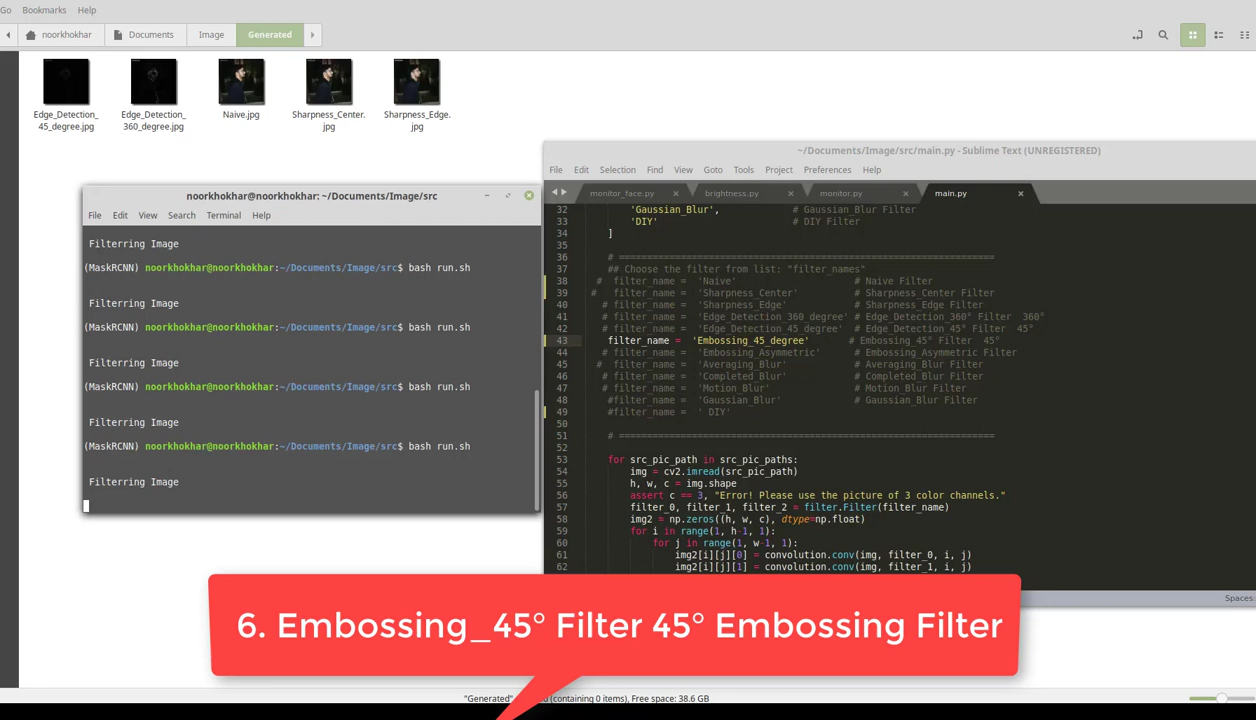 Go Bookmarks Help
noorkhokhar Documents Image Generated
Edge_Detection_
45_degree.jpg
Edge_Detection_
360_degree.jpg
Naive.jpg
Sharpness_Center.
jpg
Sharpness_Edge.
jpg
noorkhokhar@noorkhokhar: ~/Documents/Image/src
File Edit View Search Terminal Help
Filterring Image
(MaskRCNN) noorkhokhar@noorkhokhar:~/Documents/Image/src$ bash run.sh
Filterring Image
(MaskRCNN) noorkhokhar@noorkhokhar:~/Documents/Image/src$ bash run.sh
Filterring Image
(MaskRCNN) noorkhokhar@noorkhokhar:~/Documents/Image/src$ bash run.sh
Filterring Image
(MaskRCNN) noorkhokhar@noorkhokhar:~/Documents/Image/src$ bash run.sh
Filterring Image
~/Documents/Image/src/main.py - Sublime Text (UNREGISTERED)
File Edit Selection Find View Goto Tools Project Preferences Help
monitor_face.py brightness.py monitor.py main.py
32 'Gaussian_Blur', # Gaussian_Blur Filter
33 'DIY' # DIY Filter
34 ]
35
36 # ===================================================================
37 ## Choose the filter from list: "filter_names"
38 # filter_name = 'Naive' # Naive Filter
39 # filter_name = 'Sharpness_Center' # Sharpness_Center Filter
40 # filter_name = 'Sharpness_Edge' # Sharpness_Edge Filter
41 # filter_name = 'Edge_Detection_360_degree' # Edge_Detection_360° Filter 360°
42 # filter_name = 'Edge_Detection_45_degree' # Edge_Detection_45° Filter 45°
43 filter_name = 'Embossing_45_degree' # Embossing_45° Filter 45°
44 # filter_name = 'Embossing_Asymmetric' # Embossing_Asymmetric Filter
45 # filter_name = 'Averaging_Blur' # Averaging_Blur Filter
46 # filter_name = 'Completed_Blur' # Completed_Blur Filter
47 # filter_name = 'Motion_Blur' # Motion_Blur Filter
48 #filter_name = 'Gaussian_Blur' # Gaussian_Blur Filter
49 #filter_name = ' DIY'
50
51 # ===================================================================
52
53 for src_pic_path in src_pic_paths:
54 img = cv2.imread(src_pic_path)
55 h, w, c = img.shape
56 assert c == 3, "Error! Please use the picture of 3 color channels."
57 filter_0, filter_1, filter_2 = filter.Filter(filter_name)
58 img2 = np.zeros((h, w, c), dtype=np.float)
59 for i in range(1, h-1, 1):
60 for j in range(1, w-1, 1):
61 img2[i][j][0] = convolution.conv(img, filter_0, i, j)
62 img2[i][j][1] = convolution.conv(img, filter_1, i, j)
Spaces:
6. Embossing_45° Filter 45° Embossing Filter
"Generated" (containing 0 items), Free space: 38.6 GB